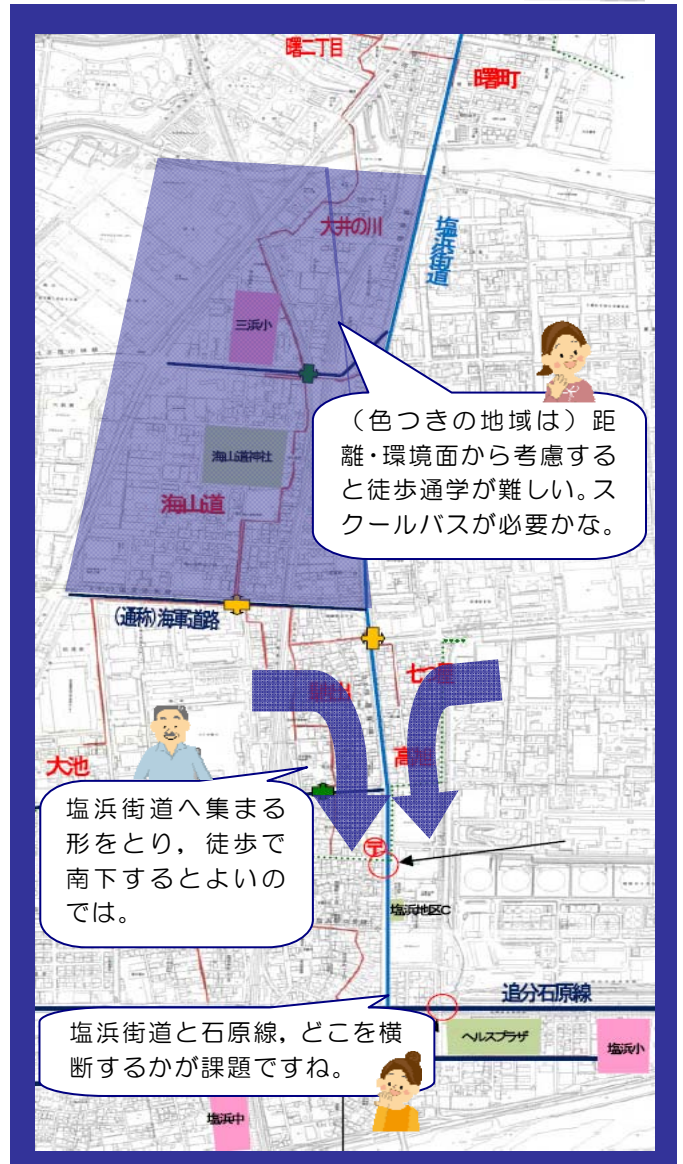 曙二丁目
曙町
大井の川
塩浜街道
三浜小
（色つきの地域は）距
離・環境面から考慮する
と徒歩通学が難しい。ス
クールバスが必要かな。
海山道神社
海山道
(通称)海軍道路
七つ屋
大池
高旭
塩浜街道へ集まる
形をとり，徒歩で
南下するとよいの
では。
〒
塩浜地区C
追分石原線
塩浜街道と石原線，どこを横
断するかが課題ですね。
ヘルスプラザ
塩浜小
塩浜中